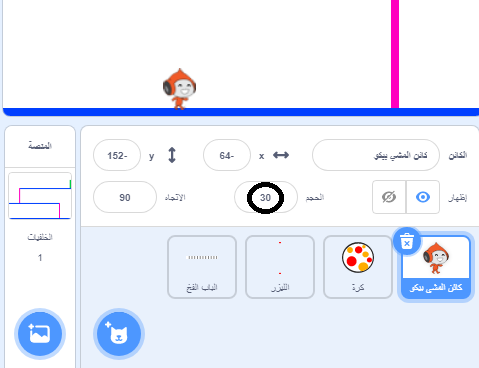 المنصة
الخلفيات
1
الكائن
كائن المشي بيكو
x
-64
y
-152
إظهار
الحجم
30
الاتجاه
90
كائن المشي بيكو
كرة
الليزر
الباب الفخ